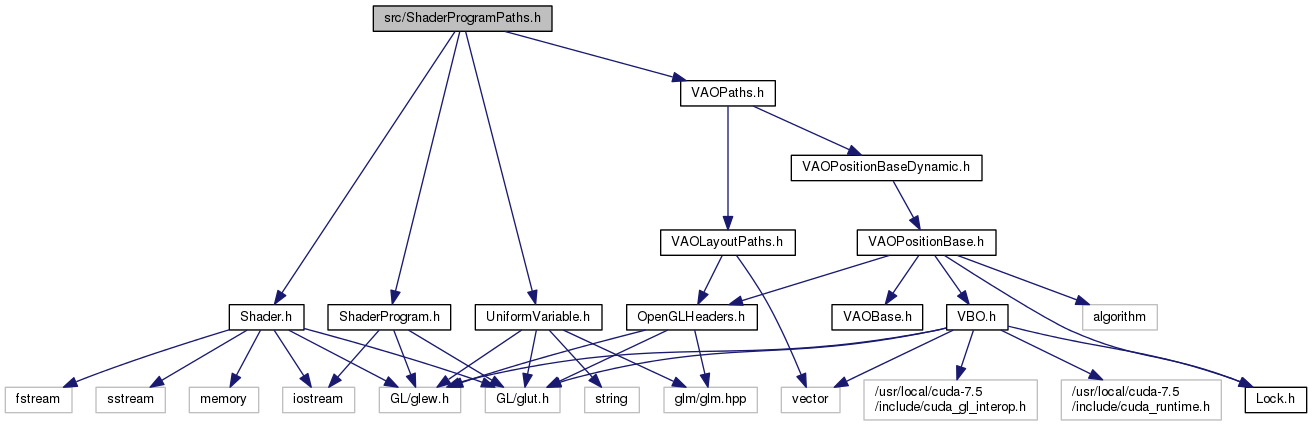 src/ShaderProgramPaths.h
VAOPaths.h
VAOPositionBaseDynamic.h
VAOLayoutPaths.h
VAOPositionBase.h
Shader.h
ShaderProgram.h
UniformVariable.h
OpenGLHeaders.h
VAOBase.h
VBO.h
algorithm
fstream
sstream
memory
iostream
GL/glew.h
GL/glut.h
string
glm/glm.hpp
vector
/usr/local/cuda-7.5
/include/cuda_gl_interop.h
/usr/local/cuda-7.5
/include/cuda_runtime.h
Lock.h